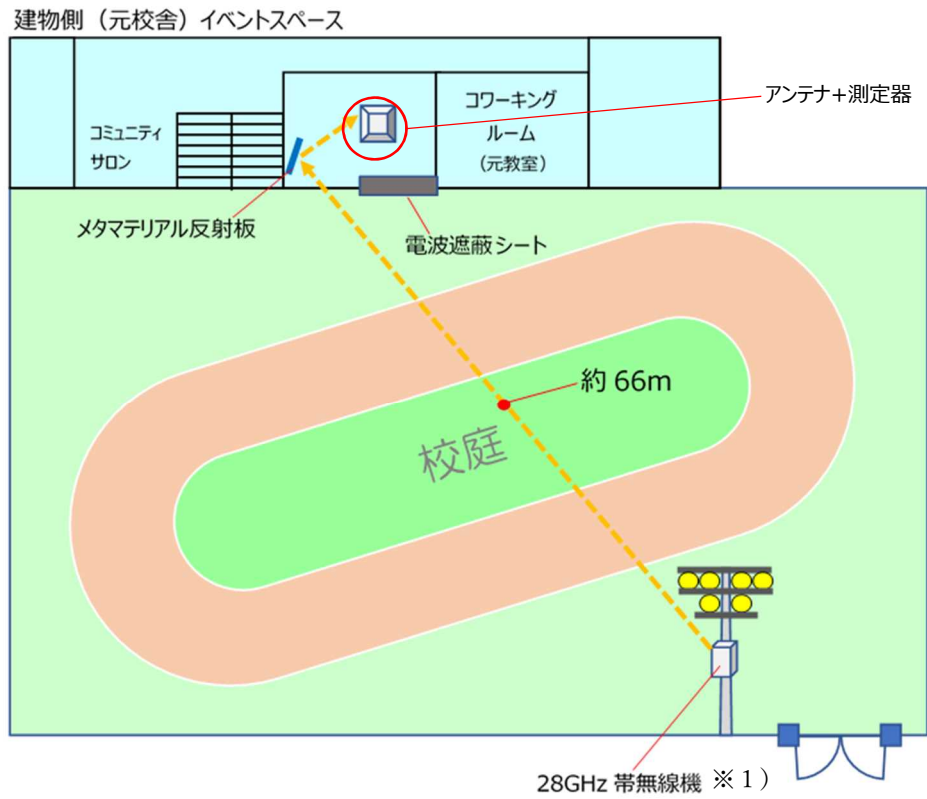 建物側（元校舎）イベントスペース
アンテナ+測定器
コワーキング
ルーム
（元教室）
コミュニティ
サロン
メタマテリアル反射板
電波遮蔽シート
約 66m
校庭
28GHz 帯無線機 ※１）